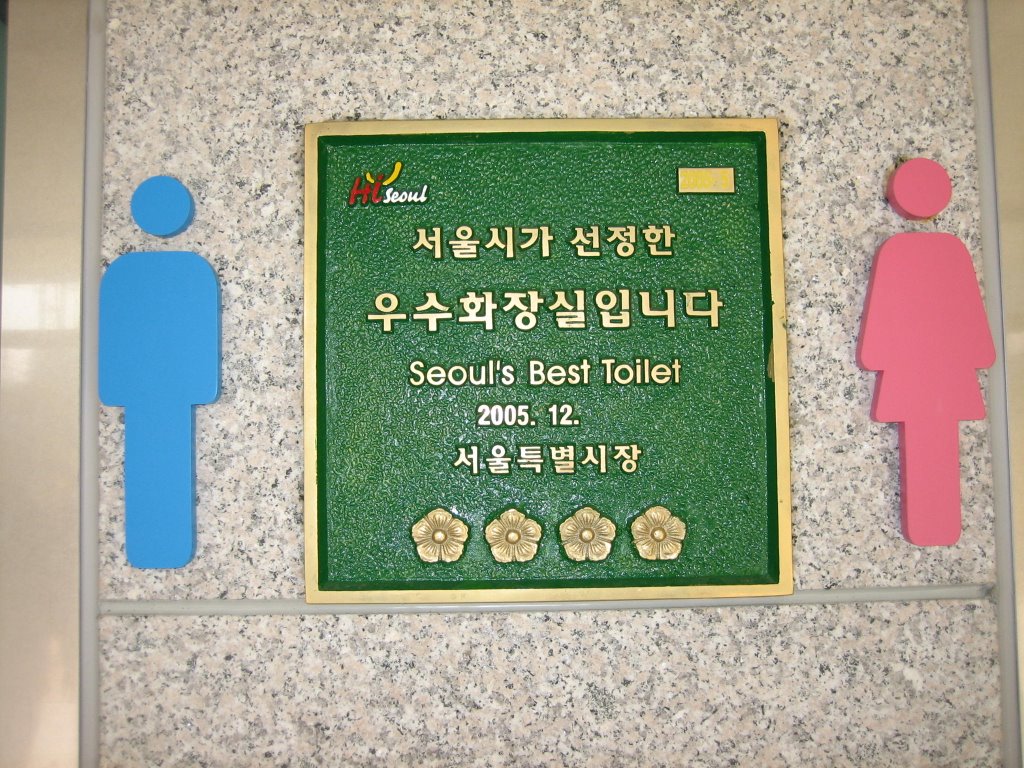 Hi Seoul
서울시가 선정한
우수화장실입니다
Seoul's Best Toilet
2005. 12.
서울특별시장